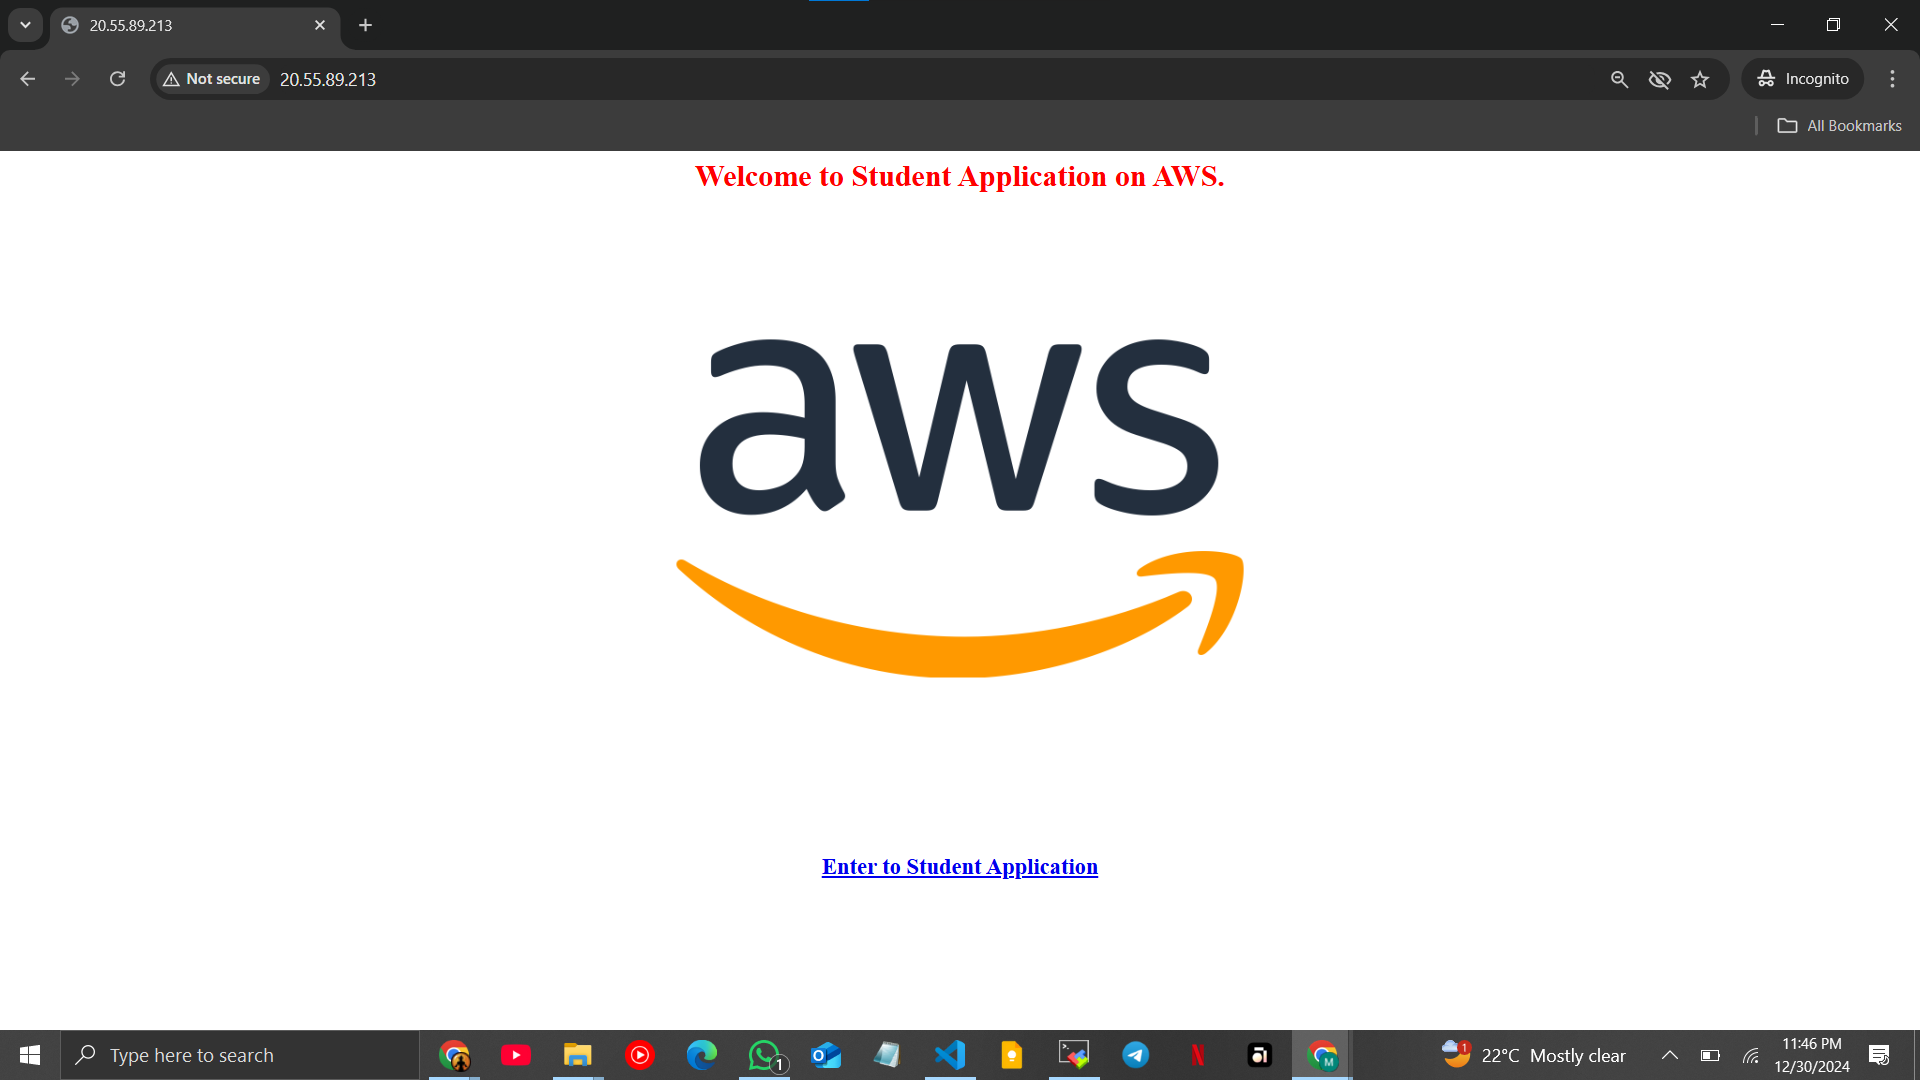 20.55.89.213
Not secure
20.55.89.213
Incognito
All Bookmarks
Welcome to Student Application on AWS.
aws
Enter to Student Application
Type here to search
1
M
1
22°C Mostly clear
11:46 PM
12/30/2024